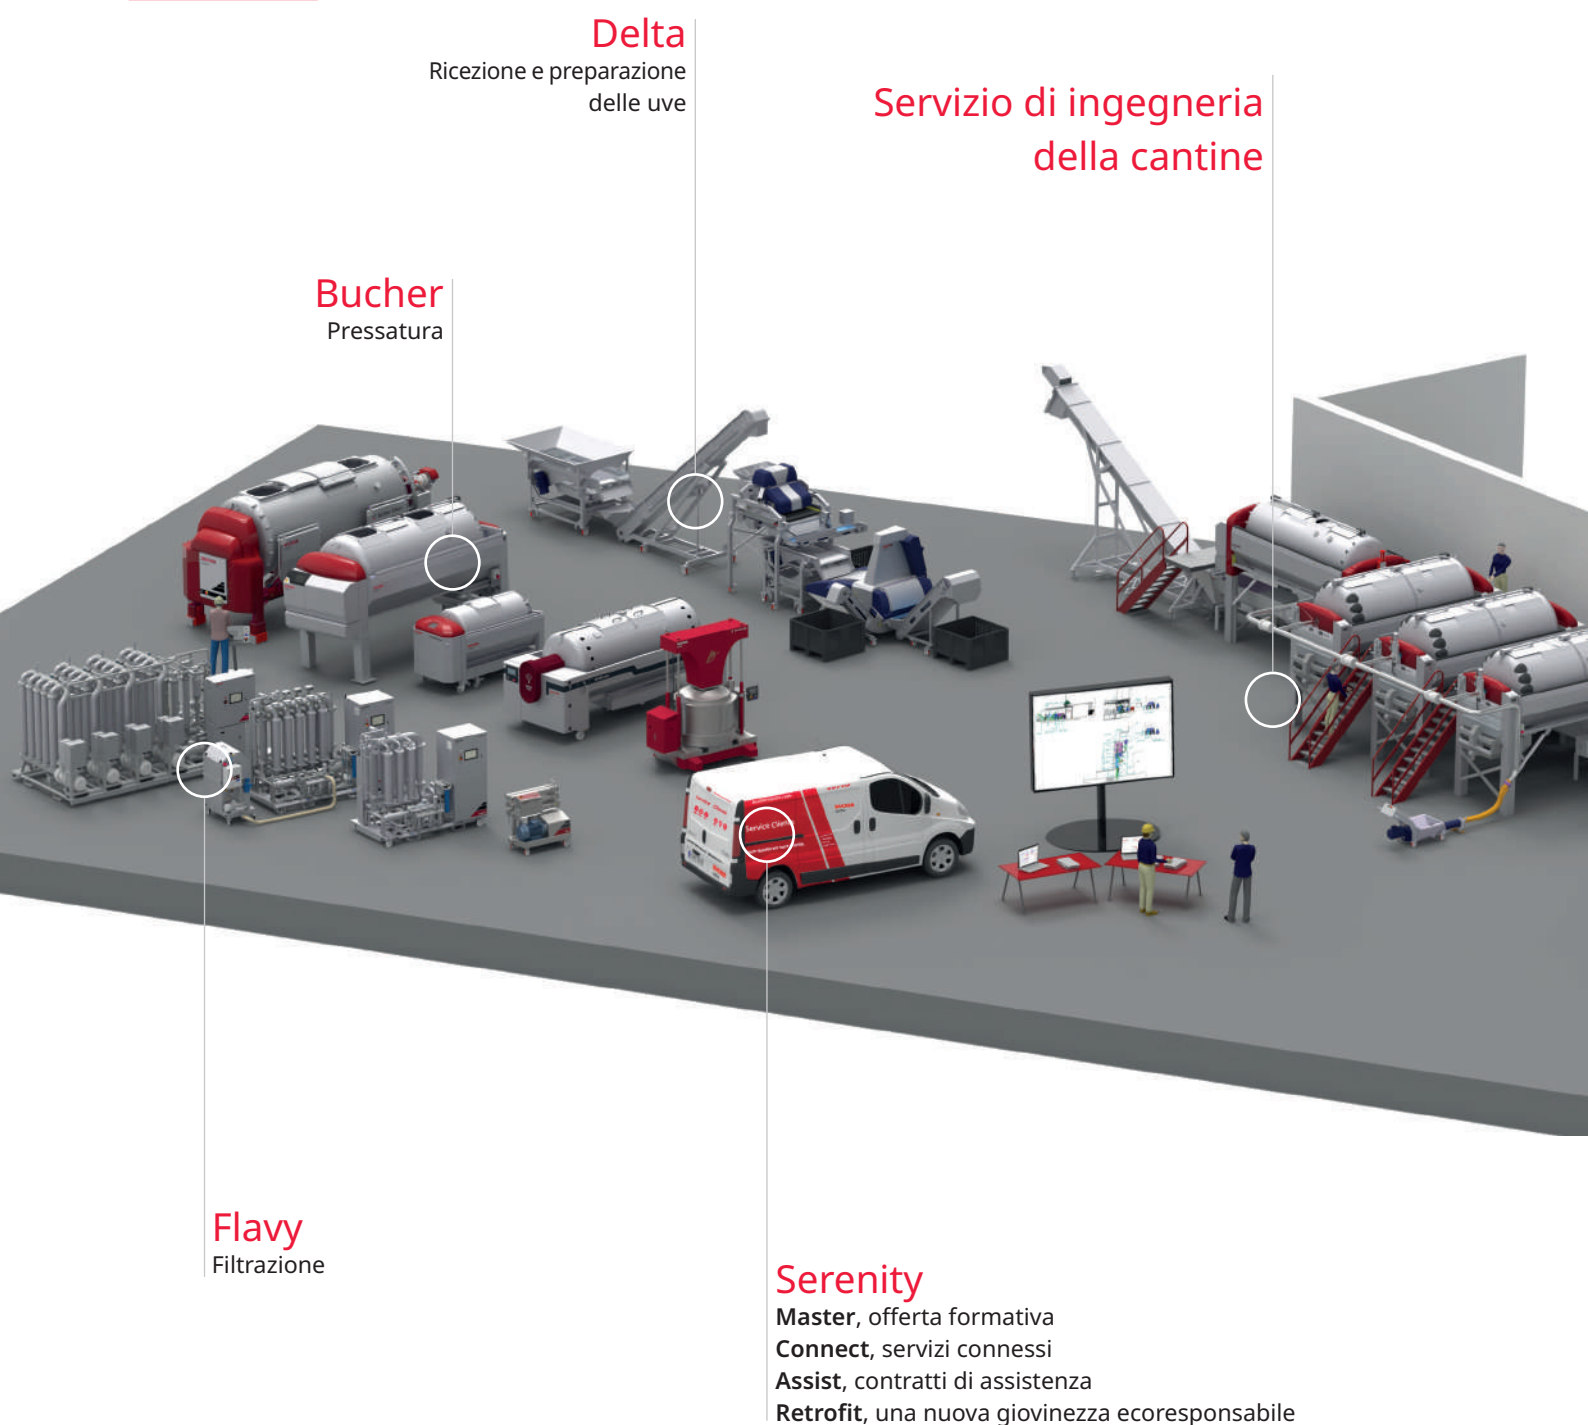 Delta
Ricezione e preparazione
delle uve
Servizio di ingegneria
della cantine
Bucher
Pressatura
Flavy
Filtrazione
Serenity
Master, offerta formativa
Connect, servizi connessi
Assist, contratti di assistenza
Retrofit, una nuova giovinezza ecoresponsabile